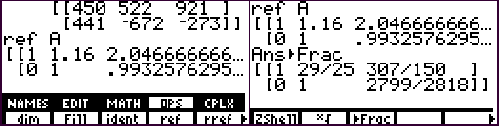 [[450 522 921 ]
[441 -672 -273]]
ref A
[[1 1.16 2.046666666…
[0 1 .9932576295…
NAMES EDIT MATH OPS CPLX
dim Fill ident ref rref ▶
ref A
[[1 1.16 2.046666666…
[0 1 .9932576295…
Ans▶Frac
[[1 29/25 307/150 ]
[0 1 2799/2818]]
ZShell *f ▶Frac